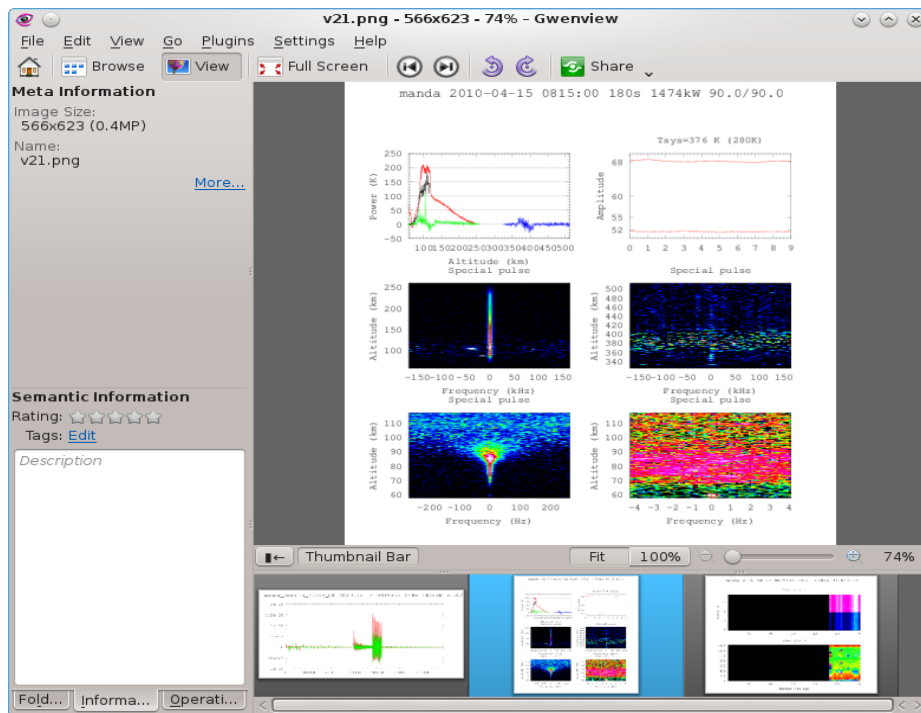 v21.png - 566x623 - 74% - Gwenview
File Edit View Go Plugins Settings Help
Browse View Full Screen Share
Meta Information
Image Size:
566x623 (0.4MP)
Name:
v21.png
More...
Semantic Information
Rating:
Tags: Edit
Description
Fold... Informa... Operati...
manda 2010-04-15 0815:00 180s 1474kW 90.0/90.0
Tsys=376 K (280K)
250
200
150
100
50
0
-50
Power (K)
100150200250300350400450500
Altitude (km)
Special pulse
68
60
55
52
Amplitude
0 1 2 3 4 5 6 7 8 9
Special pulse
250
200
150
100
Altitude (km)
-150-100 -50 0 50 100 150
Frequency (kHz)
Special pulse
500
480
460
440
420
400
380
360
340
Altitude (km)
-150-100 -50 0 50 100 150
Frequency (kHz)
Special pulse
110
100
90
80
70
60
Altitude (km)
-200 -100 0 100 200
Frequency (Hz)
110
100
90
80
70
60
Altitude (km)
-4 -3 -2 -1 0 1 2 3 4
Frequency (Hz)
Thumbnail Bar Fit 100% 74%